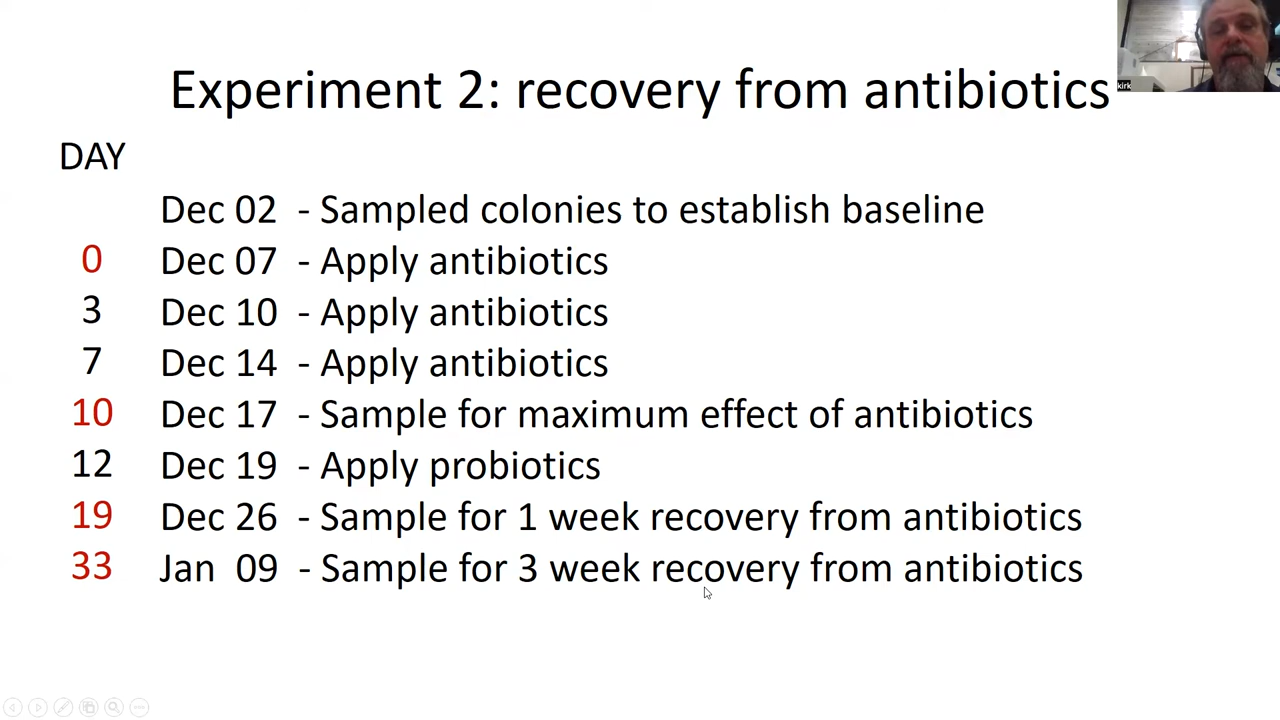 Experiment 2: recovery from antibiotics
kirk
DAY
Dec 02 - Sampled colonies to establish baseline
0 Dec 07 - Apply antibiotics
3 Dec 10 - Apply antibiotics
7 Dec 14 - Apply antibiotics
10 Dec 17 - Sample for maximum effect of antibiotics
12 Dec 19 - Apply probiotics
19 Dec 26 - Sample for 1 week recovery from antibiotics
33 Jan 09 - Sample for 3 week recovery from antibiotics